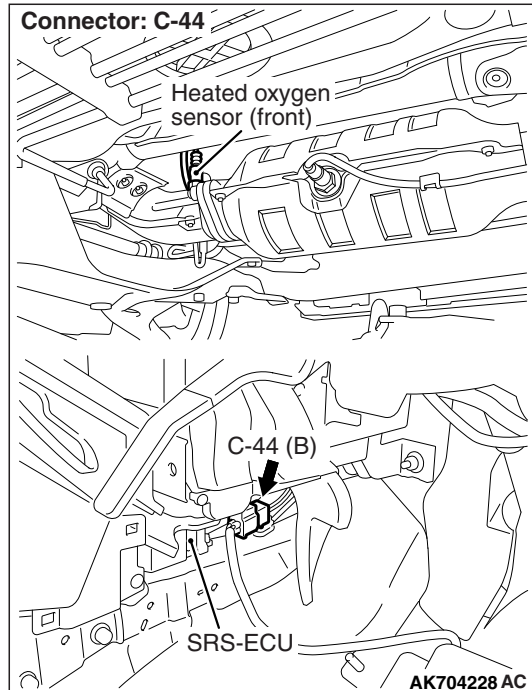 Connector: C-44
Heated oxygen
sensor (front)
C-44 (B)
SRS-ECU
AK704228 AC